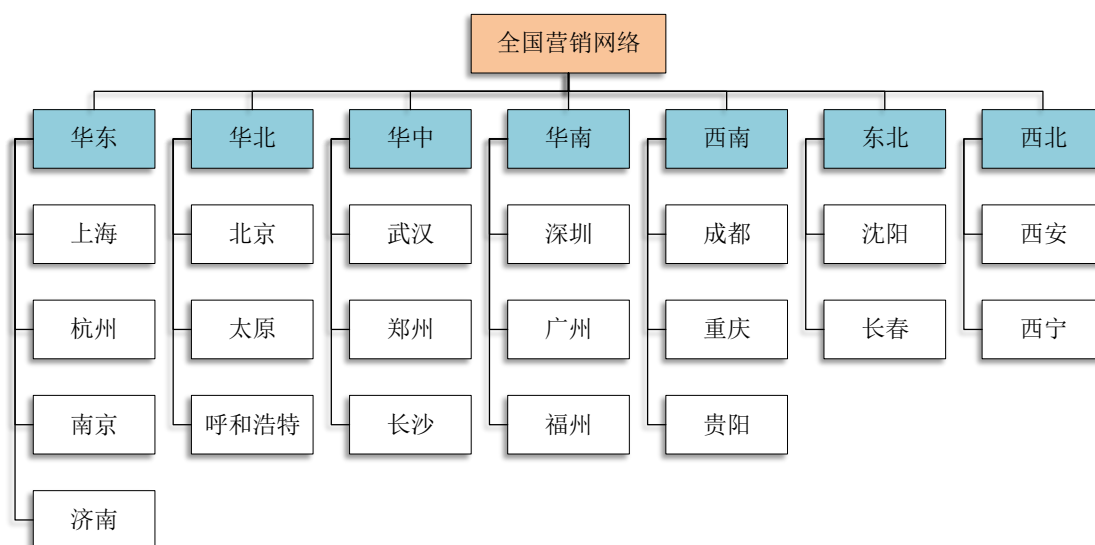 全国营销网络
华东
华北
华中
华南
西南
东北
西北
上海
北京
武汉
深圳
成都
沈阳
西安
杭州
太原
郑州
广州
重庆
长春
西宁
南京
呼和浩特
长沙
福州
贵阳
济南